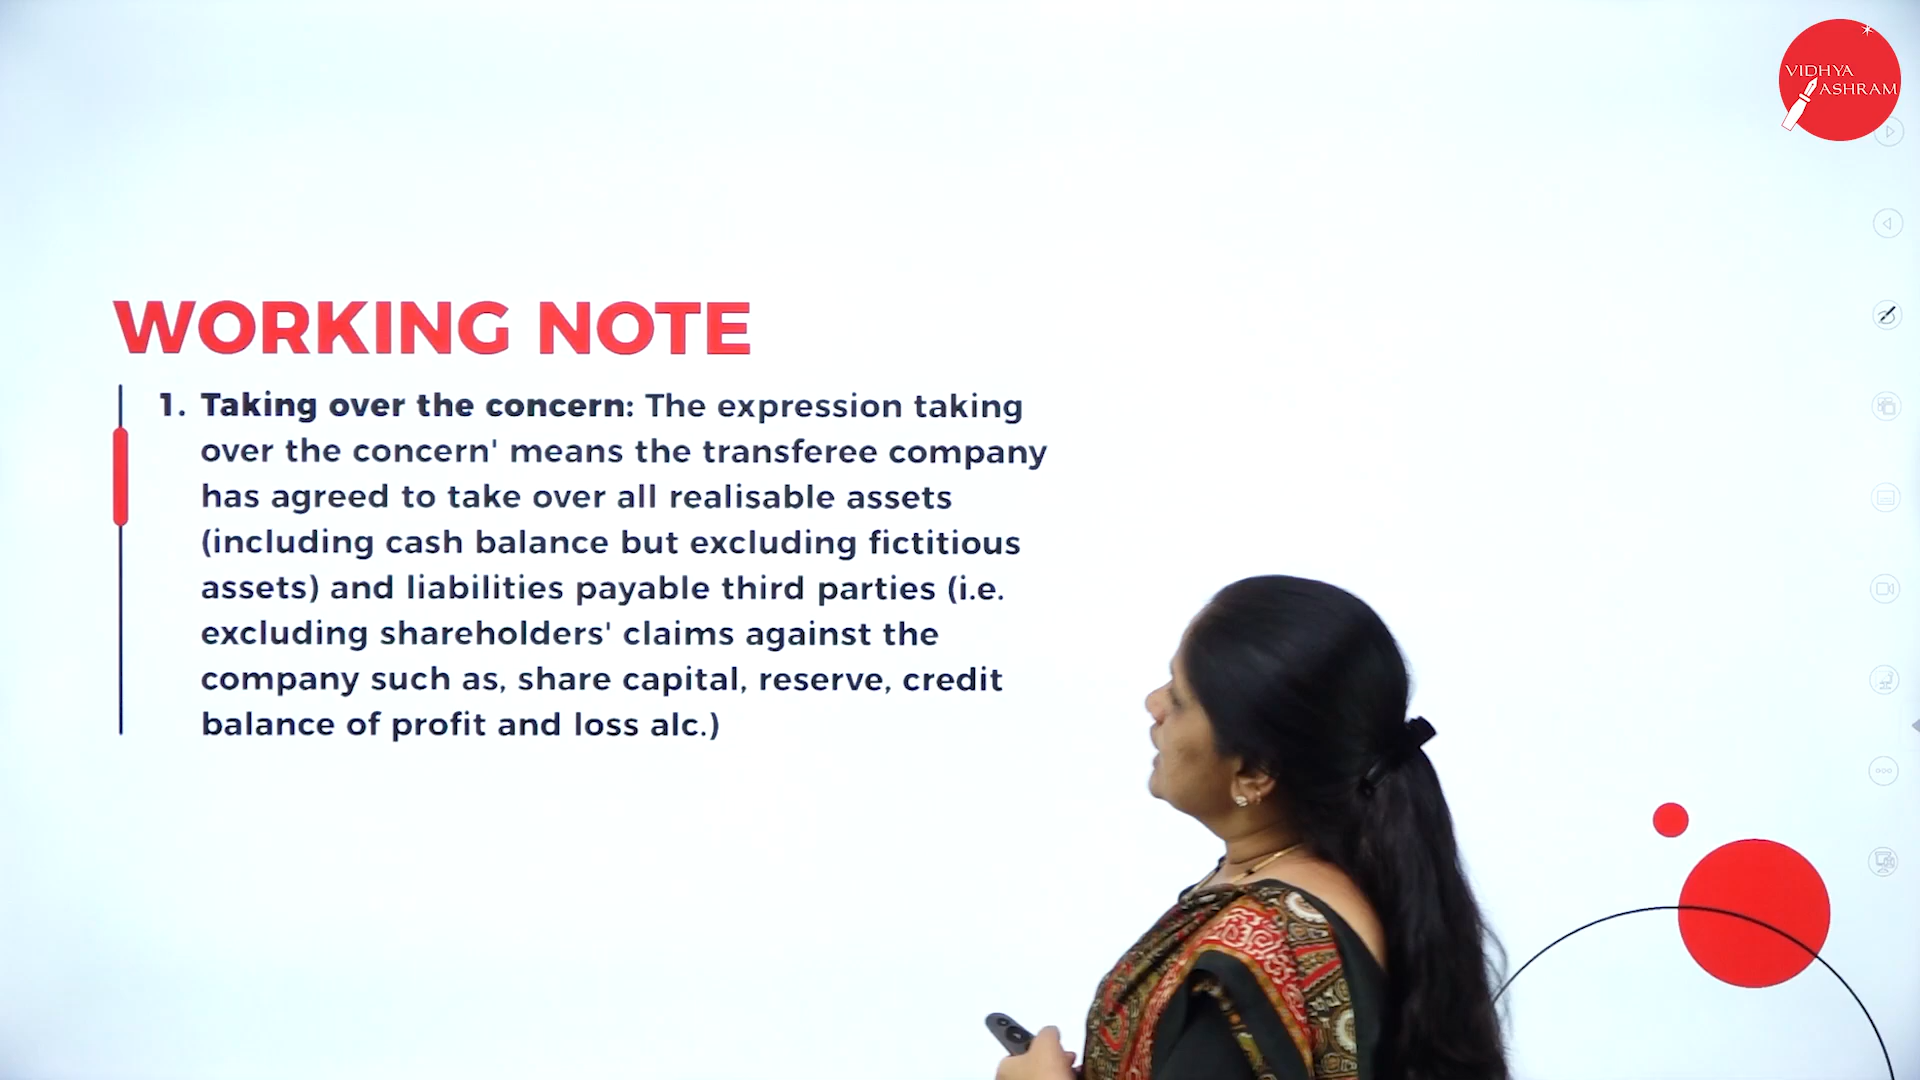 VIDHYA
ASHRAM
WORKING NOTE
1. Taking over the concern: The expression taking
over the concern' means the transferee company
has agreed to take over all realisable assets
(including cash balance but excluding fictitious
assets) and liabilities payable third parties (i.e.
excluding shareholders' claims against the
company such as, share capital, reserve, credit
balance of profit and loss alc.)